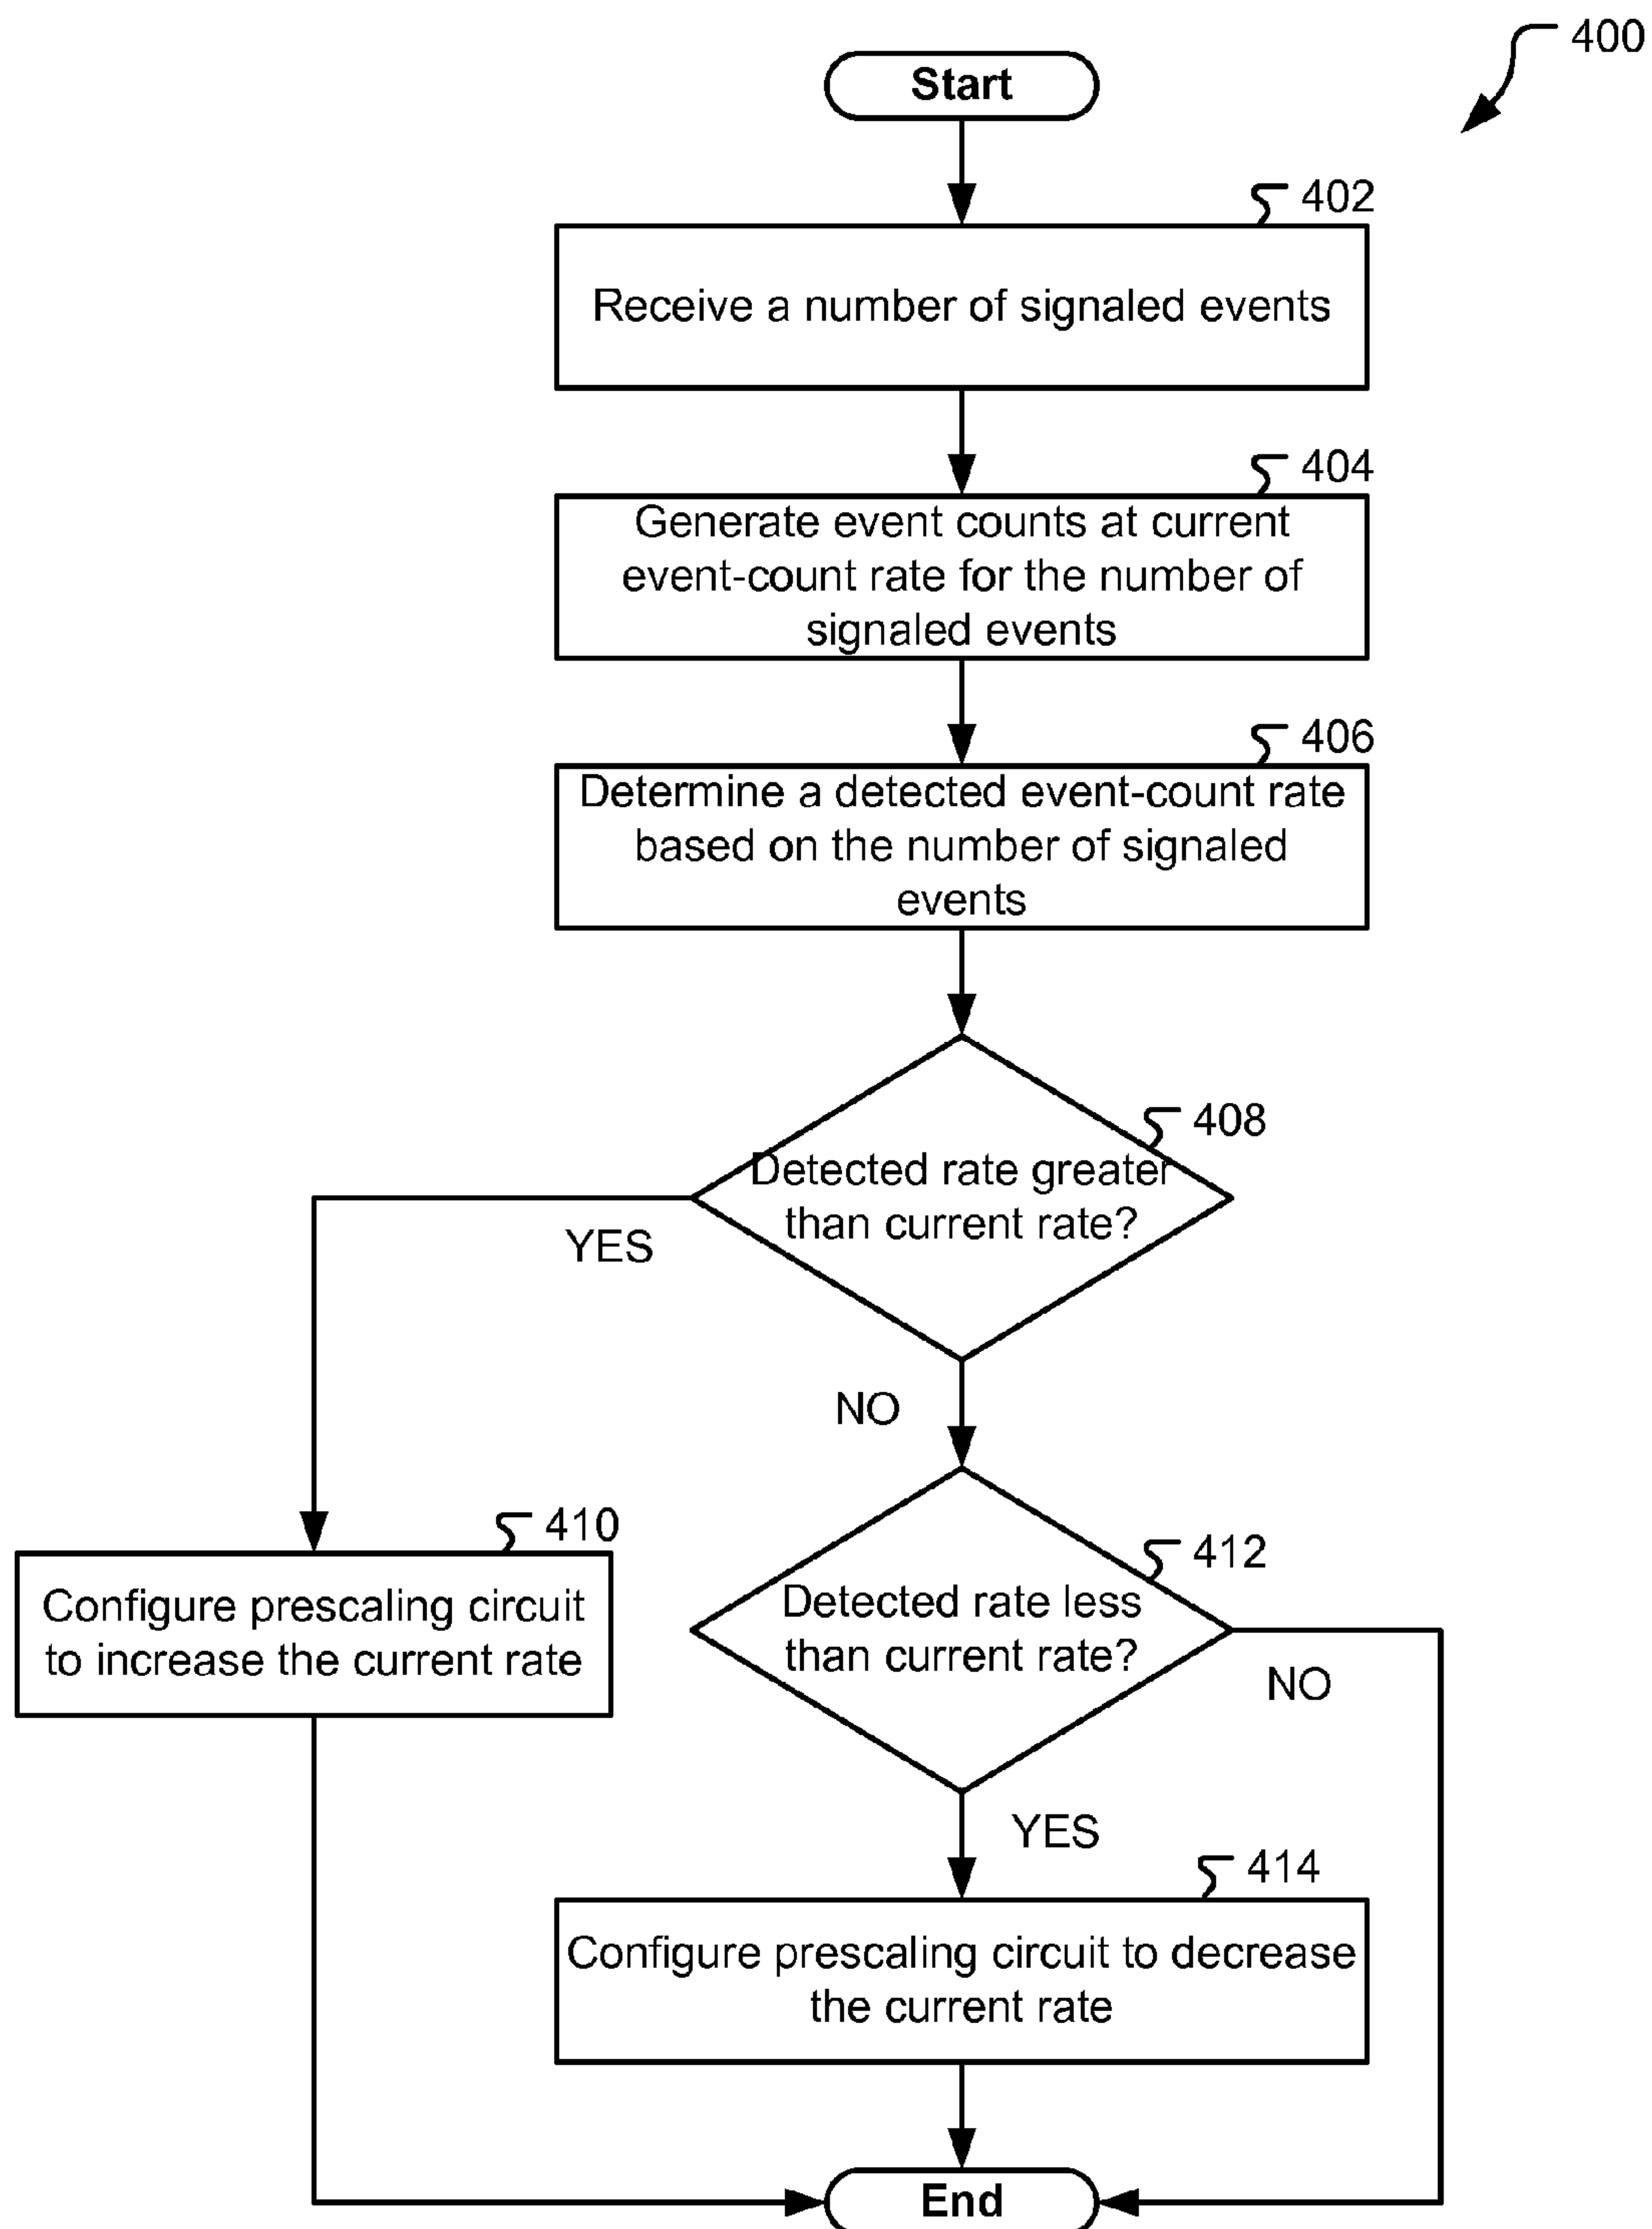 400
Start
402
Receive a number of signaled events
404
Generate event counts at current
event-count rate for the number of
signaled events
406
Determine a detected event-count rate
based on the number of signaled
events
408
Detected rate greater
than current rate?
YES
NO
410
Configure prescaling circuit
to increase the current rate
412
Detected rate less
than current rate?
NO
YES
414
Configure prescaling circuit to decrease
the current rate
End